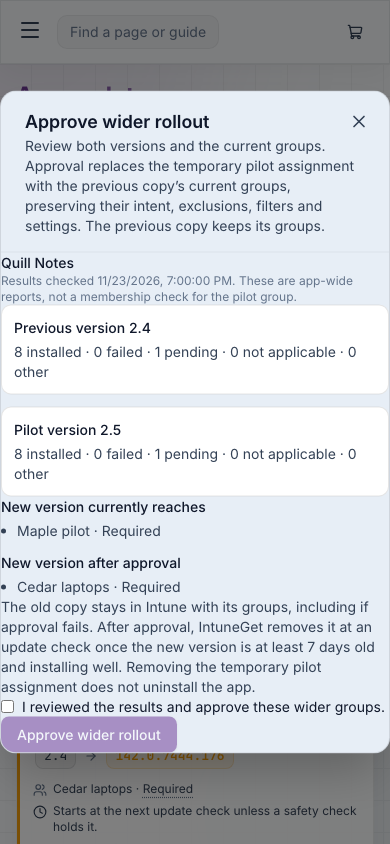 Find a page or guide
Approve wider rollout
Review both versions and the current groups.
Approval replaces the temporary pilot assignment
with the previous copy’s current groups,
preserving their intent, exclusions, filters and
settings. The previous copy keeps its groups.
Quill Notes
Results checked 11/23/2026, 7:00:00 PM. These are app-wide
reports, not a membership check for the pilot group.
Previous version 2.4
8 installed · 0 failed · 1 pending · 0 not applicable · 0
other
Pilot version 2.5
8 installed · 0 failed · 1 pending · 0 not applicable · 0
other
New version currently reaches
• Maple pilot · Required
New version after approval
• Cedar laptops · Required
The old copy stays in Intune with its groups, including if
approval fails. After approval, IntuneGet removes it at an
update check once the new version is at least 7 days old
and installing well. Removing the temporary pilot
assignment does not uninstall the app.
I reviewed the results and approve these wider groups.
Approve wider rollout
2.4 → 142.0.7444.176
Cedar laptops · Required
Starts at the next update check unless a safety check
holds it.